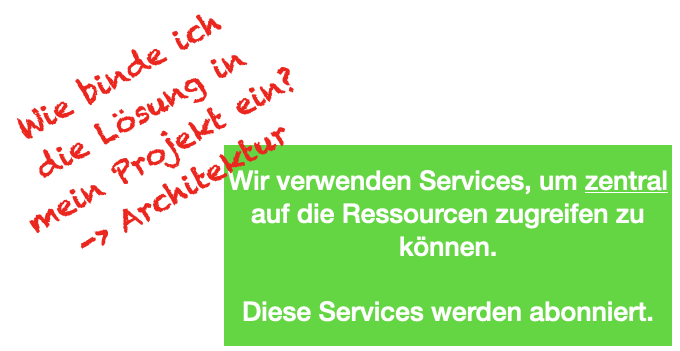 Wie binde ich
die Lösung in
mein Projekt ein?
-> Architektur
Wir verwenden Services, um zentral
auf die Ressourcen zugreifen zu
können.
Diese Services werden abonniert.